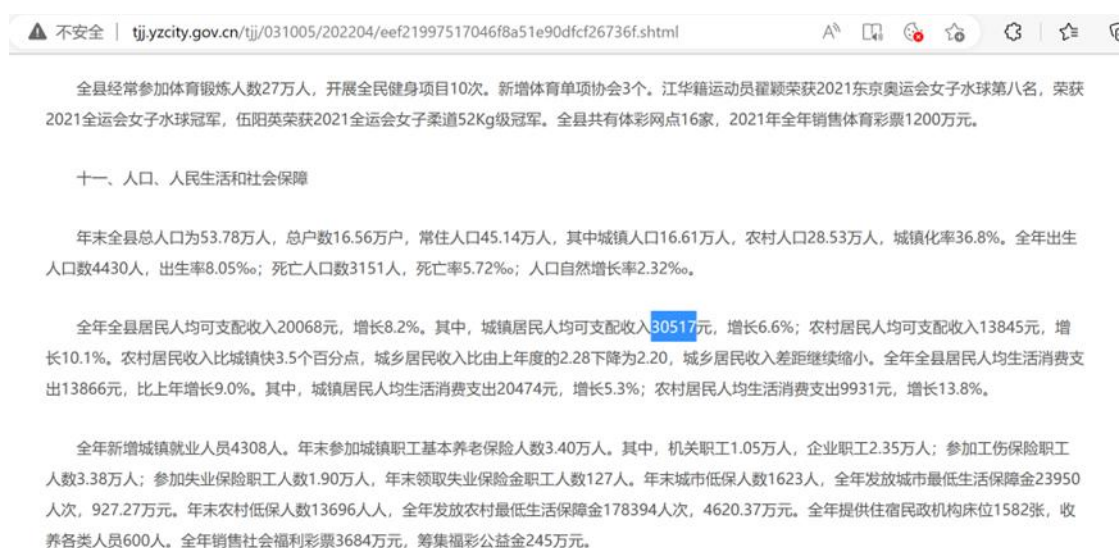 不安全 | tjj.yzcity.gov.cn/tjj/031005/202204/eef21997517046f8a51e90dfcf26736f.shtml
全县经常参加体育锻炼人数27万人，开展全民健身项目10次。新增体育单项协会3个。江华籍运动员翟颖荣获2021东京奥运会女子水球第八名，荣获
2021全运会女子水球冠军，伍阳英荣获2021全运会女子柔道52Kg级冠军。全县共有体彩网点16家，2021年全年销售体育彩票1200万元。
十一、人口、人民生活和社会保障
年末全县总人口为53.78万人，总户数16.56万户，常住人口45.14万人，其中城镇人口16.61万人，农村人口28.53万人，城镇化率36.8%。全年出生
人口数4430人，出生率8.05‰；死亡人口数3151人，死亡率5.72‰；人口自然增长率2.32‰。
全年全县居民人均可支配收入20068元，增长8.2%。其中，城镇居民人均可支配收入30517元，增长6.6%；农村居民人均可支配收入13845元，增
长10.1%。农村居民收入比城镇快3.5个百分点，城乡居民收入比由上年度的2.28下降为2.20，城乡居民收入差距继续缩小。全年全县居民人均生活消费支
出13866元，比上年增长9.0%。其中，城镇居民人均生活消费支出20474元，增长5.3%；农村居民人均生活消费支出9931元，增长13.8%。
全年新增城镇就业人员4308人。年末参加城镇职工基本养老保险人数3.40万人。其中，机关职工1.05万人，企业职工2.35万人；参加工伤保险职工
人数3.38万人；参加失业保险职工人数1.90万人，年末领取失业保险金职工人数127人。年末城市低保人数1623人，全年发放城市最低生活保障金23950
人次，927.27万元。年末农村低保人数13696人人，全年发放农村最低生活保障金178394人次，4620.37万元。全年提供住宿民政机构床位1582张，收
养各类人员600人。全年销售社会福利彩票3684万元，筹集福彩公益金245万元。